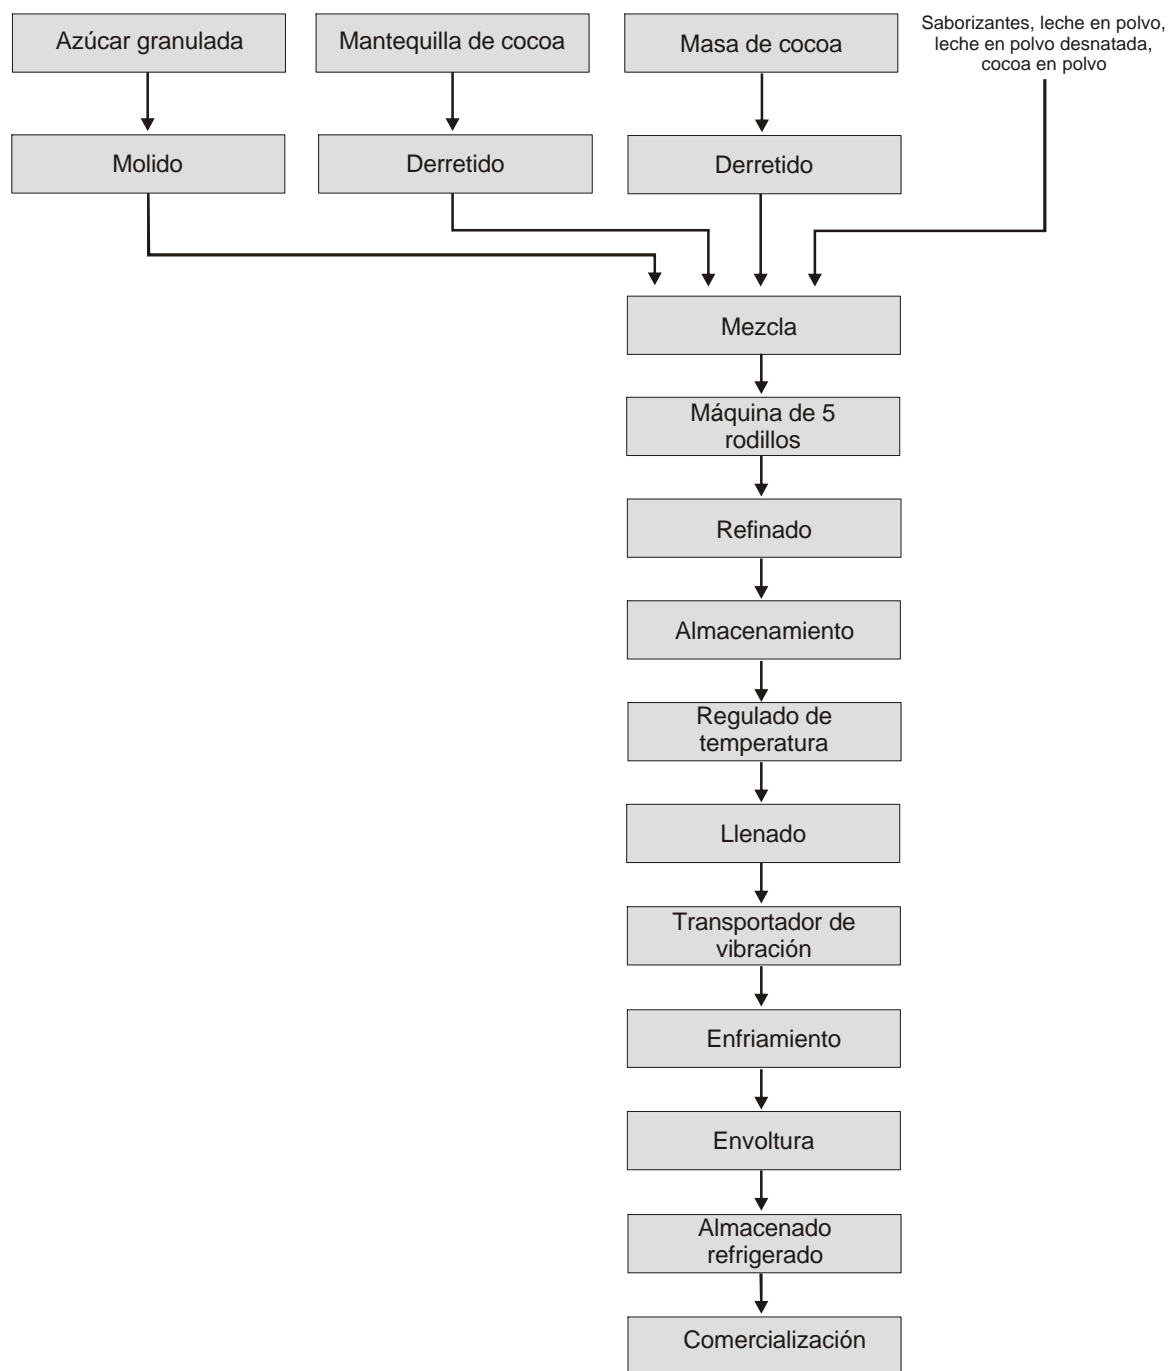 Azúcar granulada
Mantequilla de cocoa
Masa de cocoa
Saborizantes, leche en polvo,
leche en polvo desnatada,
cocoa en polvo
Molido
Derretido
Derretido
Mezcla
Máquina de 5
rodillos
Refinado
Almacenamiento
Regulado de
temperatura
Llenado
Transportador de
vibración
Enfriamiento
Envoltura
Almacenado
refrigerado
Comercialización